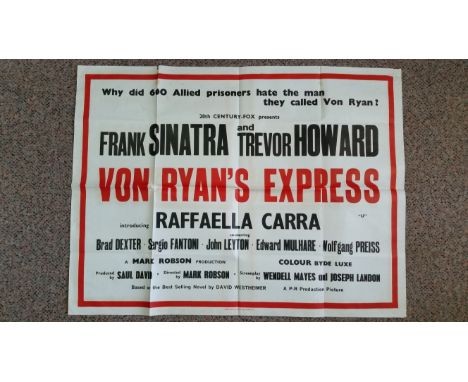 Why did 600 Allied prisoners hate the man
they called Von Ryan?
20th CENTURY-FOX presents
FRANK SINATRA and TREVOR HOWARD
VON RYAN'S EXPRESS
introducing RAFFAELLA CARRA "U"
co-starring
Brad DEXTER · Sergio FANTONI · John LEYTON · Edward MULHARE · Wolfgang PREISS
A MARK ROBSON PRODUCTION COLOUR BY DE LUXE
Produced by SAUL DAVID · Directed by MARK ROBSON · Screenplay by WENDELL MAYES and JOSEPH LANDON
Based on the Best Selling Novel by DAVID WESTHEIMER A P-R Production Picture